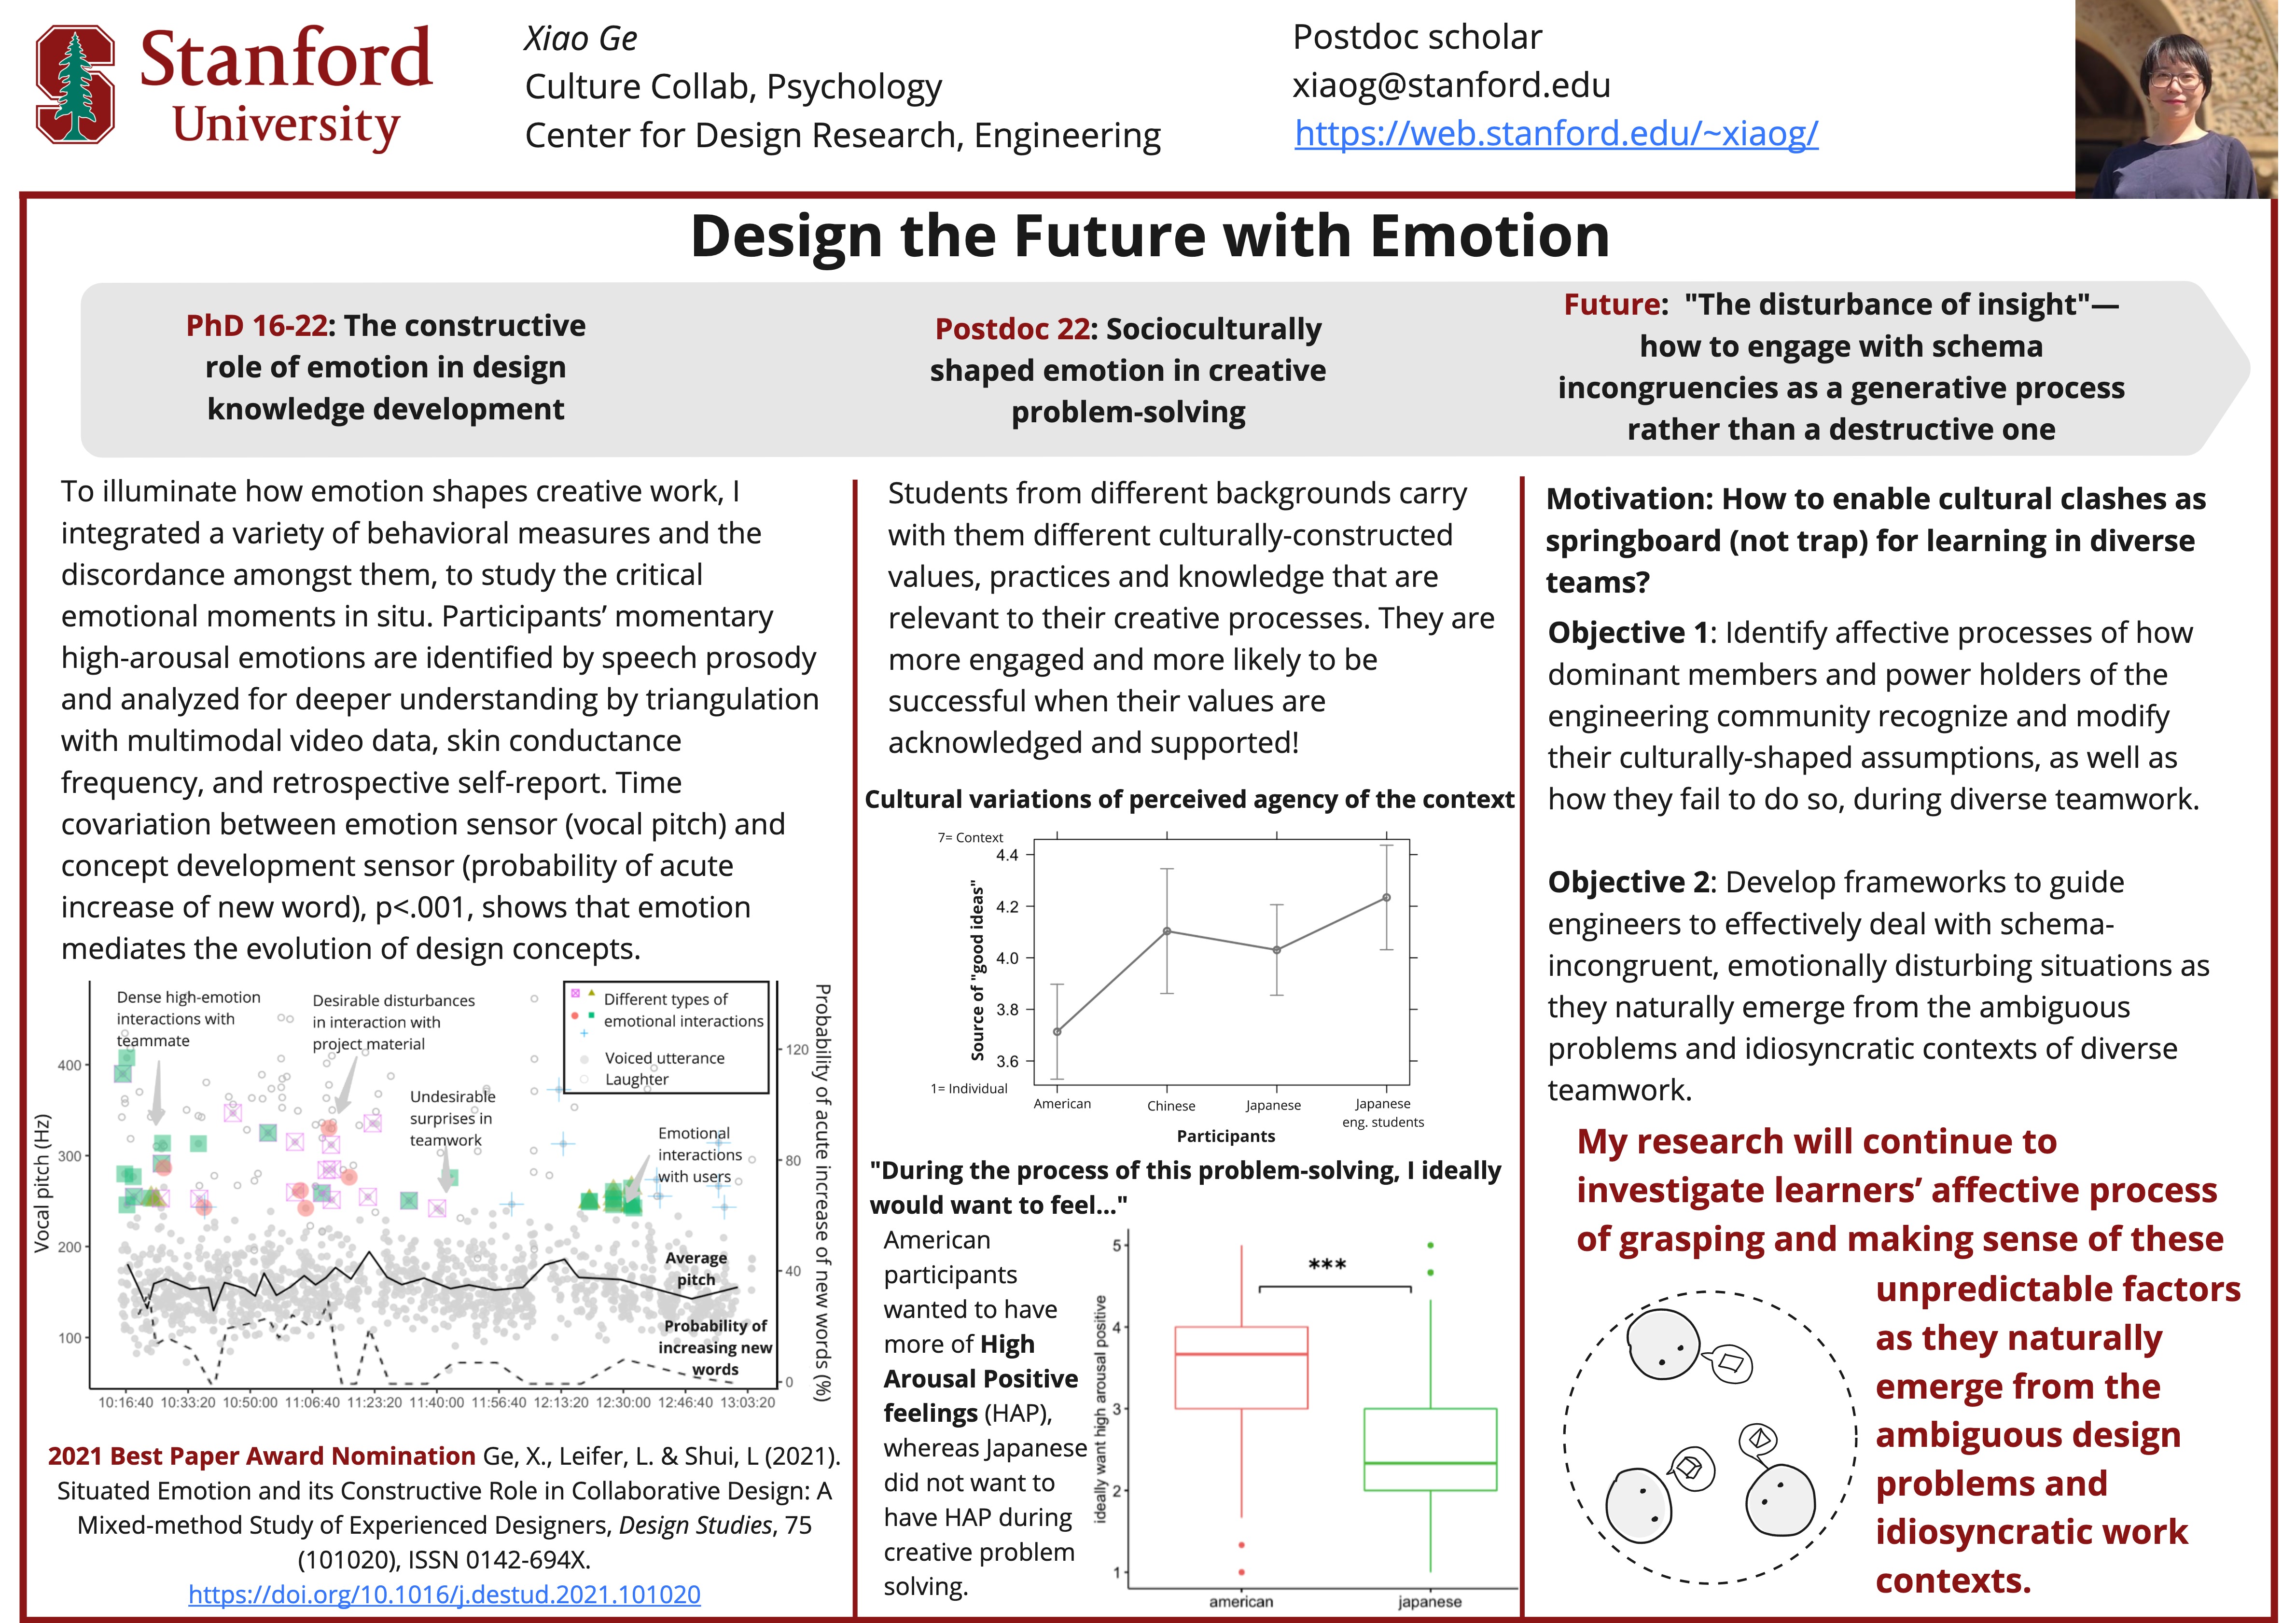 Stanford
University
Xiao Ge
Culture Collab, Psychology
Center for Design Research, Engineering
Postdoc scholar
xiaog@stanford.edu
https://web.stanford.edu/~xiaog/
Design the Future with Emotion
PhD 16-22: The constructive
role of emotion in design
knowledge development
Postdoc 22: Socioculturally
shaped emotion in creative
problem-solving
Future:  "The disturbance of insight"—
how to engage with schema
incongruencies as a generative process
rather than a destructive one
To illuminate how emotion shapes creative work, I
integrated a variety of behavioral measures and the
discordance amongst them, to study the critical
emotional moments in situ. Participants’ momentary
high-arousal emotions are identified by speech prosody
and analyzed for deeper understanding by triangulation
with multimodal video data, skin conductance
frequency, and retrospective self-report. Time
covariation between emotion sensor (vocal pitch) and
concept development sensor (probability of acute
increase of new word), p<.001, shows that emotion
mediates the evolution of design concepts.
Dense high-emotion
interactions with
teammate
Desirable disturbances
in interaction with
project material
Undesirable
surprises in
teamwork
Different types of
emotional interactions
Voiced utterance
Laughter
Emotional
interactions
with users
Average
pitch
Probability of
increasing new
words
Vocal pitch (Hz)
400
300
200
100
Probability of acute increase of new words (%)
120
80
40
0
10:16:40 10:33:20 10:50:00 11:06:40 11:23:20 11:40:00 11:56:40 12:13:20 12:30:00 12:46:40 13:03:20
2021 Best Paper Award Nomination Ge, X., Leifer, L. & Shui, L (2021).
Situated Emotion and its Constructive Role in Collaborative Design: A
Mixed-method Study of Experienced Designers, Design Studies, 75
(101020), ISSN 0142-694X.
https://doi.org/10.1016/j.destud.2021.101020
Students from different backgrounds carry
with them different culturally-constructed
values, practices and knowledge that are
relevant to their creative processes. They are
more engaged and more likely to be
successful when their values are
acknowledged and supported!
Cultural variations of perceived agency of the context
7= Context
4.4
4.2
4.0
3.8
3.6
1= Individual
Source of "good ideas"
American
Chinese
Japanese
Japanese
eng. students
Participants
"During the process of this problem-solving, I ideally
would want to feel..."
American
participants
wanted to have
more of High
Arousal Positive
feelings (HAP),
whereas Japanese
did not want to
have HAP during
creative problem
solving.
ideally want high arousal positive
5
4
3
2
1
***
american
japanese
Motivation: How to enable cultural clashes as
springboard (not trap) for learning in diverse
teams?
Objective 1: Identify affective processes of how
dominant members and power holders of the
engineering community recognize and modify
their culturally-shaped assumptions, as well as
how they fail to do so, during diverse teamwork.
Objective 2: Develop frameworks to guide
engineers to effectively deal with schema-
incongruent, emotionally disturbing situations as
they naturally emerge from the ambiguous
problems and idiosyncratic contexts of diverse
teamwork.
My research will continue to
investigate learners’ affective process
of grasping and making sense of these
unpredictable factors
as they naturally
emerge from the
ambiguous design
problems and
idiosyncratic work
contexts.